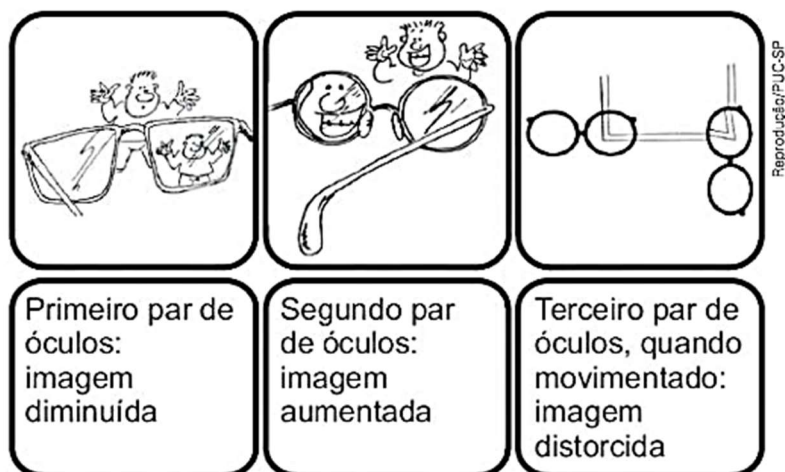 Reprodução/PUC-SP
Primeiro par de
óculos:
imagem
diminuída
Segundo par
de óculos:
imagem
aumentada
Terceiro par de
óculos, quando
movimentado:
imagem
distorcida